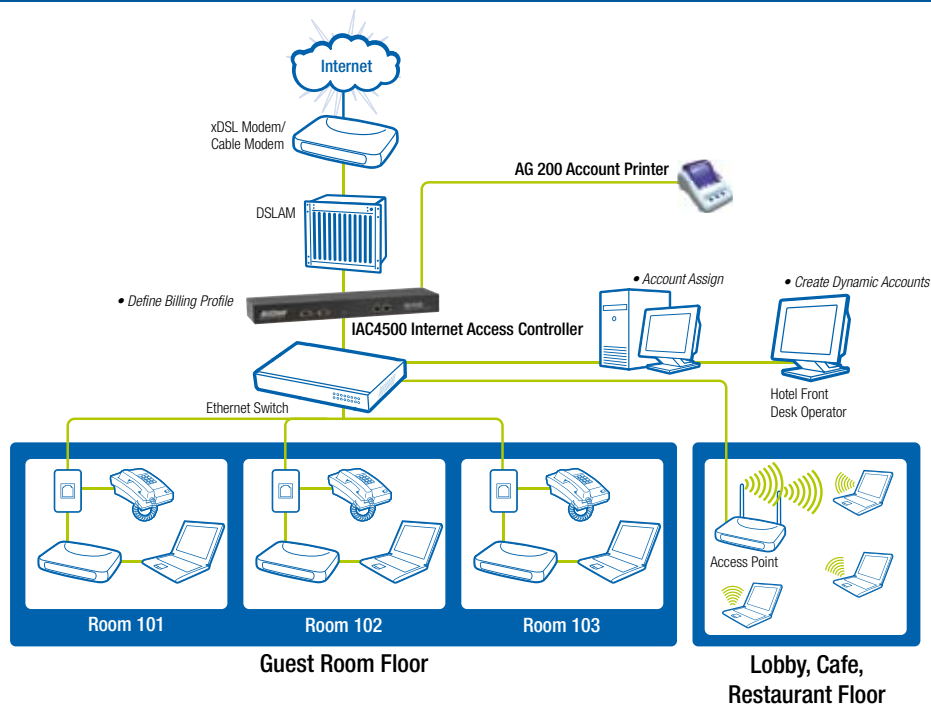 Internet
xDSL Modem/
Cable Modem
AG 200 Account Printer
DSLAM
• Define Billing Profile
• Account Assign
• Create Dynamic Accounts
IAC4500 Internet Access Controller
Ethernet Switch
Hotel Front
Desk Operator
Access Point
Room 101
Room 102
Room 103
Guest Room Floor
Lobby, Cafe,
Restaurant Floor